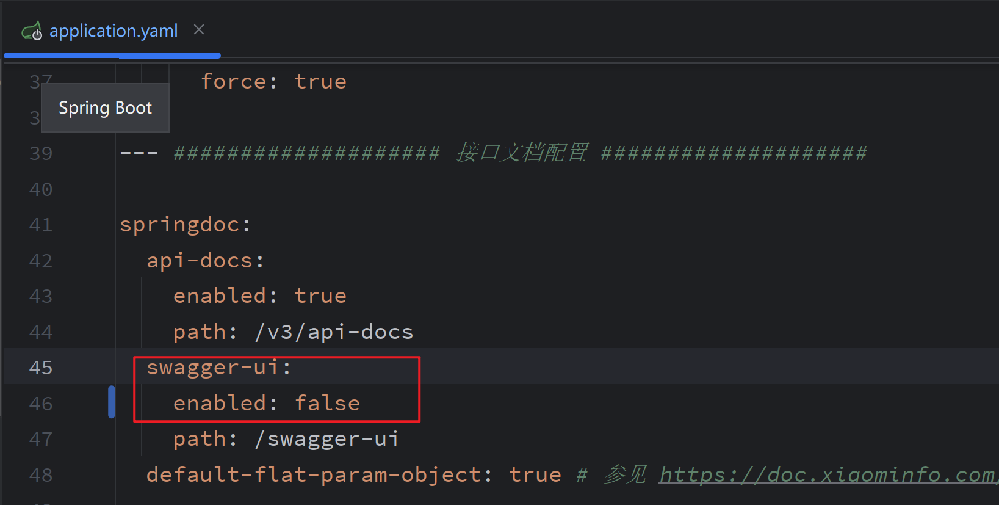 application.yaml
37 force: true
Spring Boot
39 --- #################### 接口文档配置 ####################
40
41 springdoc:
42 api-docs:
43 enabled: true
44 path: /v3/api-docs
45 swagger-ui:
46 enabled: false
47 path: /swagger-ui
48 default-flat-param-object: true # 参见 https://doc.xiaominfo.com/